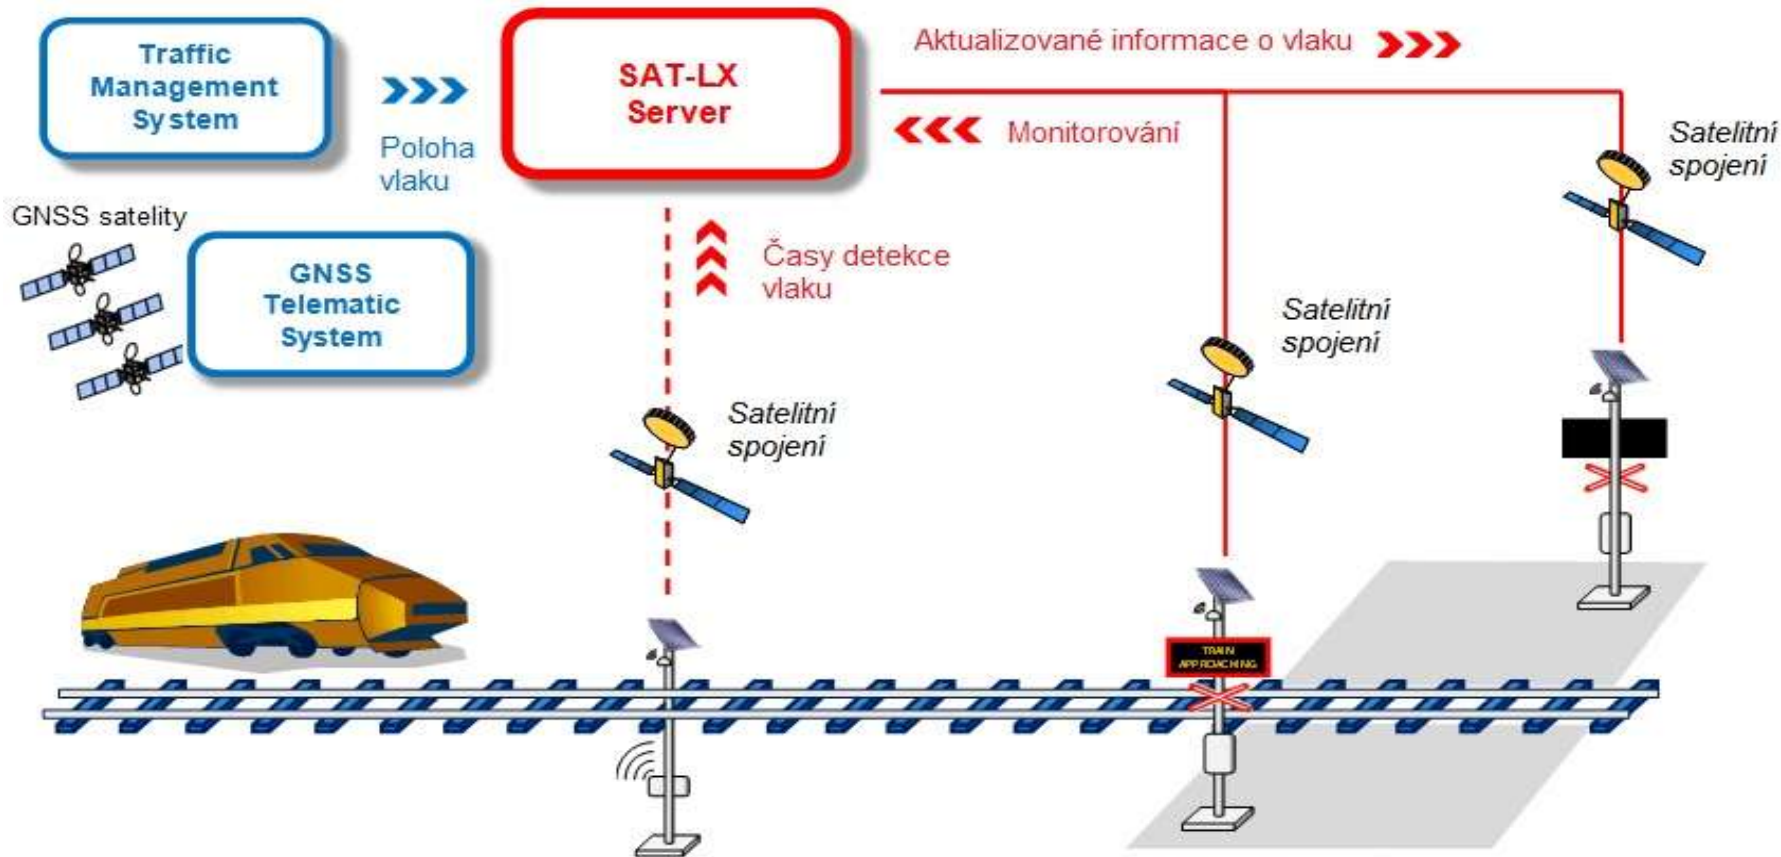 Traffic
Management
System
Poloha
vlaku
SAT-LX
Server
Aktualizované informace o vlaku
Monitorování
Satelitní
spojení
GNSS satelity
GNSS
Telematic
System
Časy detekce
vlaku
Satelitní
spojení
Satelitní
spojení
TRAIN
APPROACHING